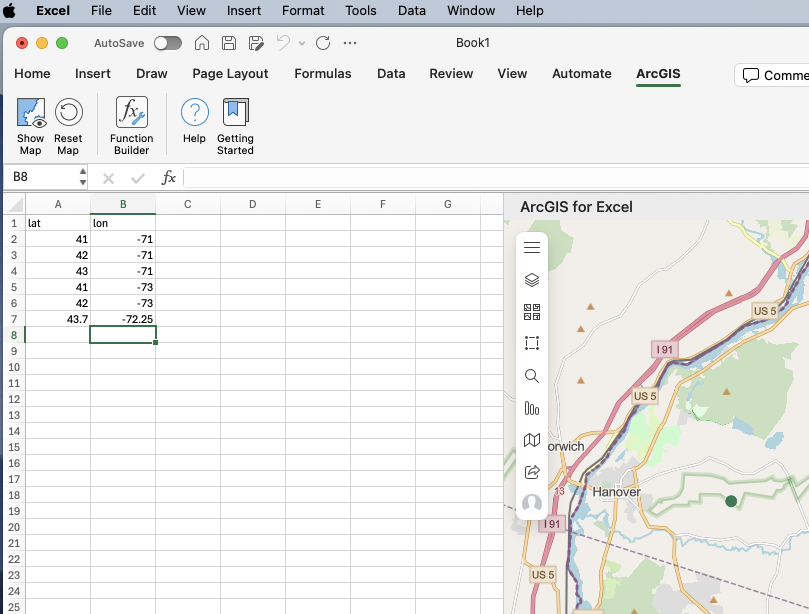 Excel File Edit View Insert Format Tools Data Window Help
AutoSave Book1
Home Insert Draw Page Layout Formulas Data Review View Automate ArcGIS Comme
Show Map Reset Map Function Builder Help Getting Started
B8 fx
A B C D E F G
1 lat lon
2 41 -71
3 42 -71
4 43 -71
5 41 -73
6 42 -73
7 43.7 -72.25
8
9
10
11
12
13
14
15
16
17
18
19
20
21
22
23
24
25
ArcGIS for Excel
US 5
I 91
US 5
orwich
13
Hanover
I 91
US 5